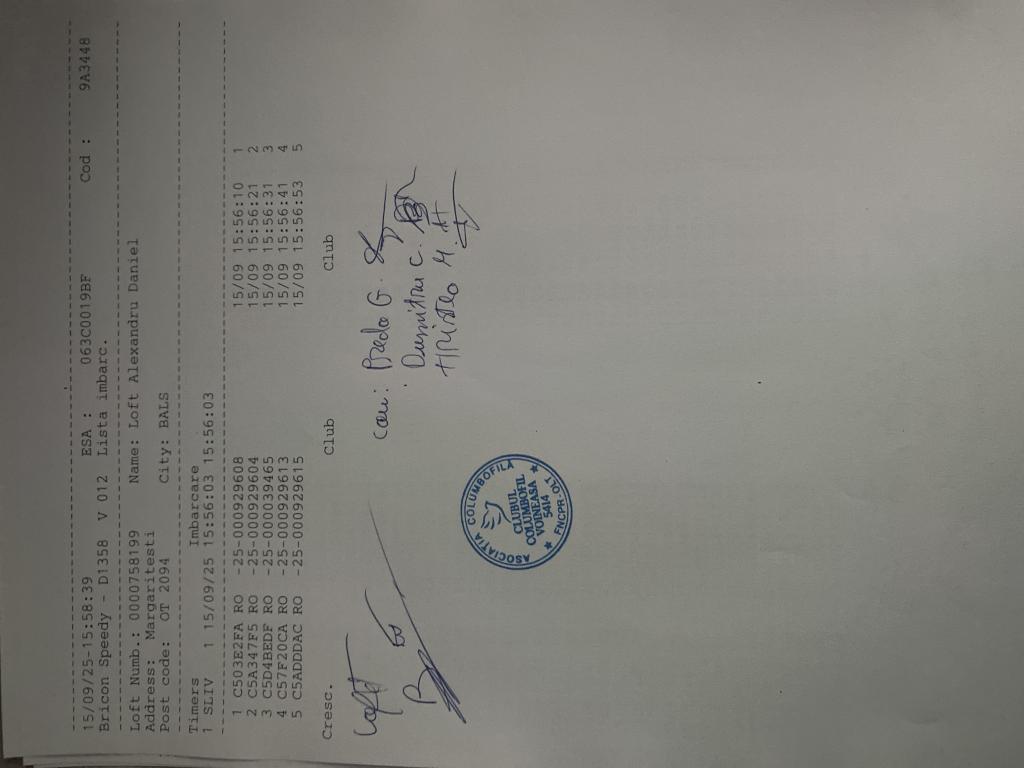 15/09/25-15:58:39 ESA : 063C0019BF Cod : 9A3448
Bricon Speedy - D1358 V 012 Lista imbarc.
Loft Numb.: 0000758199 Name: Loft Alexandru Daniel
Address: Margaritesti
Post code: OT 2094 City: BALS
Timers Imbarcare
1 SLIV 1 15/09/25 15:56:03 15:56:03
1 C503E2FA RO -25-000929608 15/09 15:56:10 1
2 C5A347F5 RO -25-000929604 15/09 15:56:21 2
3 C5D4BEDF RO -25-000039465 15/09 15:56:31 3
4 C57F20CA RO -25-000929613 15/09 15:56:41 4
5 C5ADDDAC RO -25-000929615 15/09 15:56:53 5
Cresc. Club Club
Preda G.
Dumitru C.
M.
ASOCIATIA COLUMBOFILA
CLUBUL
COLUMBOFIL
VOINEASA
5414
FNCPR-OLT